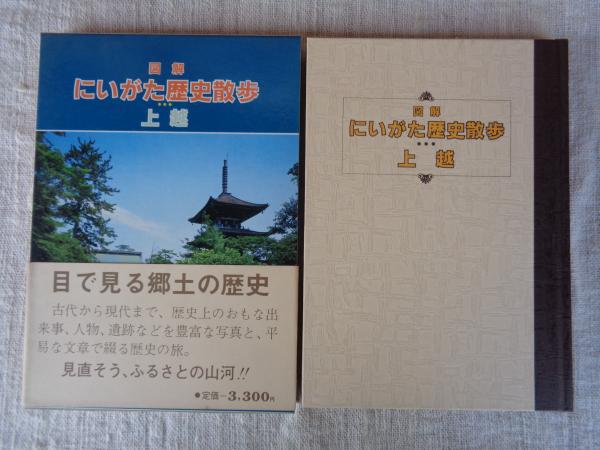 図解
にいがた歴史散歩
上越
目で見る郷土の歴史
古代から現代まで、歴史上のおもな出
来事、人物、遺跡などを豊富な写真と、平
易な文章で綴る歴史の旅。
見直そう、ふるさとの山河!!
●定価―3,300円
図解
にいがた歴史散歩
上越